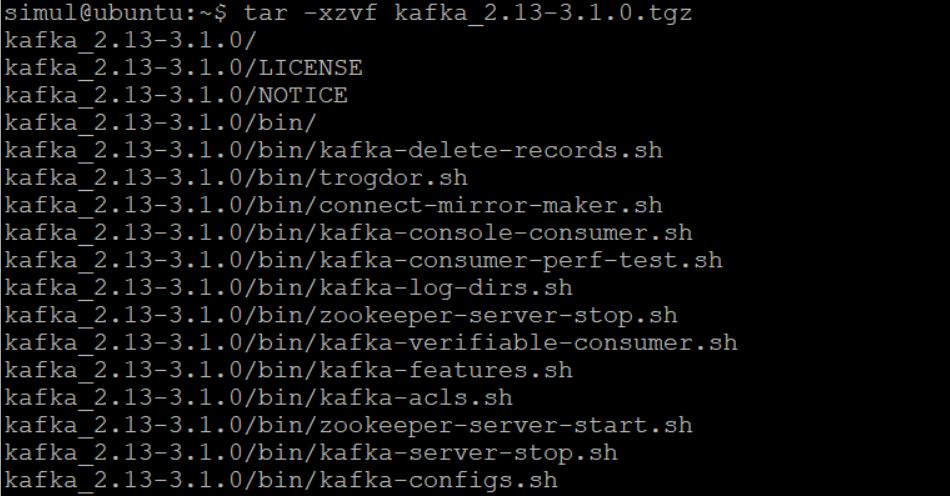 simul@ubuntu:~$ tar -xzvf kafka_2.13-3.1.0.tgz
kafka_2.13-3.1.0/
kafka_2.13-3.1.0/LICENSE
kafka_2.13-3.1.0/NOTICE
kafka_2.13-3.1.0/bin/
kafka_2.13-3.1.0/bin/kafka-delete-records.sh
kafka_2.13-3.1.0/bin/trogdor.sh
kafka_2.13-3.1.0/bin/connect-mirror-maker.sh
kafka_2.13-3.1.0/bin/kafka-console-consumer.sh
kafka_2.13-3.1.0/bin/kafka-consumer-perf-test.sh
kafka_2.13-3.1.0/bin/kafka-log-dirs.sh
kafka_2.13-3.1.0/bin/zookeeper-server-stop.sh
kafka_2.13-3.1.0/bin/kafka-verifiable-consumer.sh
kafka_2.13-3.1.0/bin/kafka-features.sh
kafka_2.13-3.1.0/bin/kafka-acls.sh
kafka_2.13-3.1.0/bin/zookeeper-server-start.sh
kafka_2.13-3.1.0/bin/kafka-server-stop.sh
kafka_2.13-3.1.0/bin/kafka-configs.sh